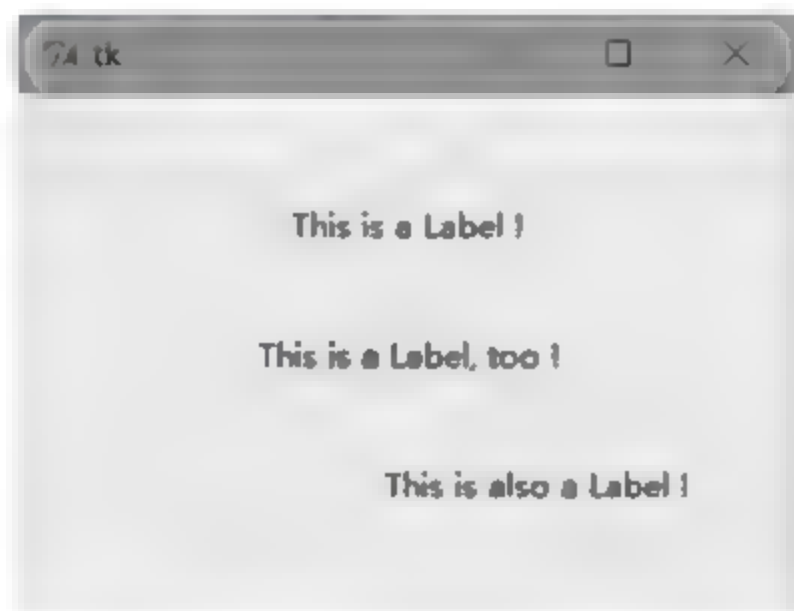 tk
This is a Label !
This is a Label, too !
This is also a Label !